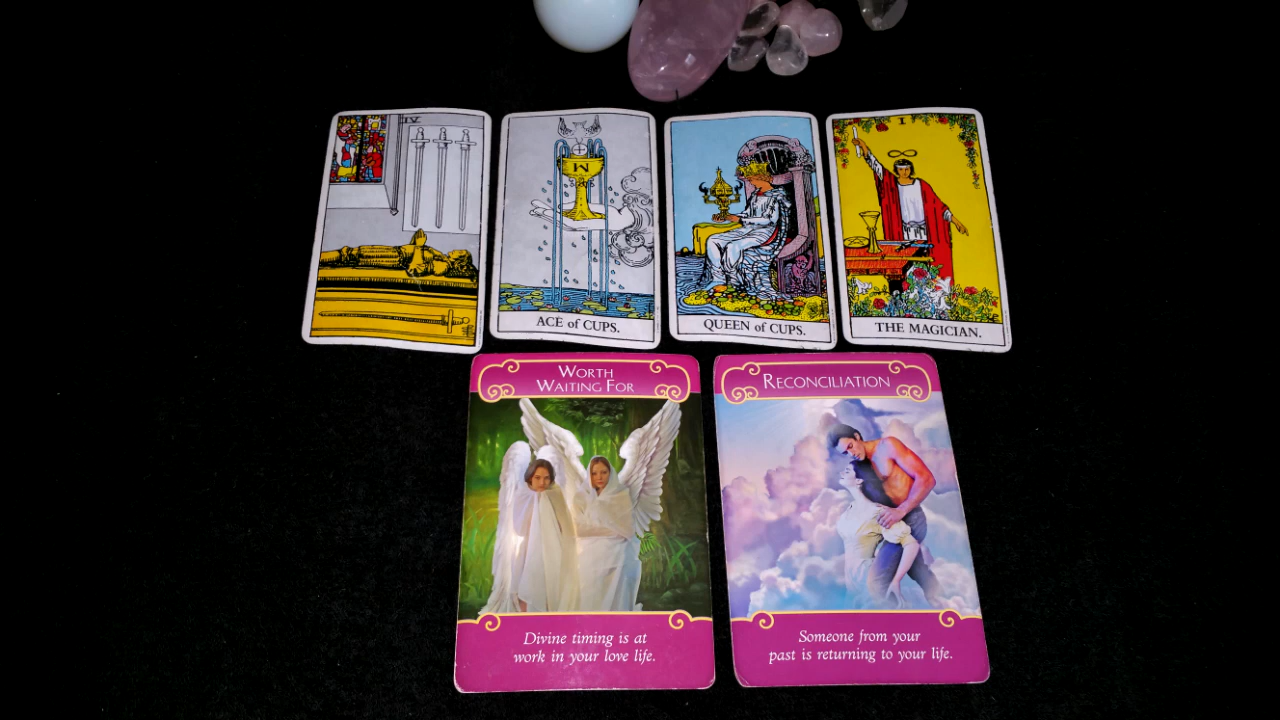 IV
I
ACE of CUPS.
QUEEN of CUPS.
THE MAGICIAN.
WORTH
WAITING FOR
RECONCILIATION
Divine timing is at
work in your love life.
Someone from your
past is returning to your life.